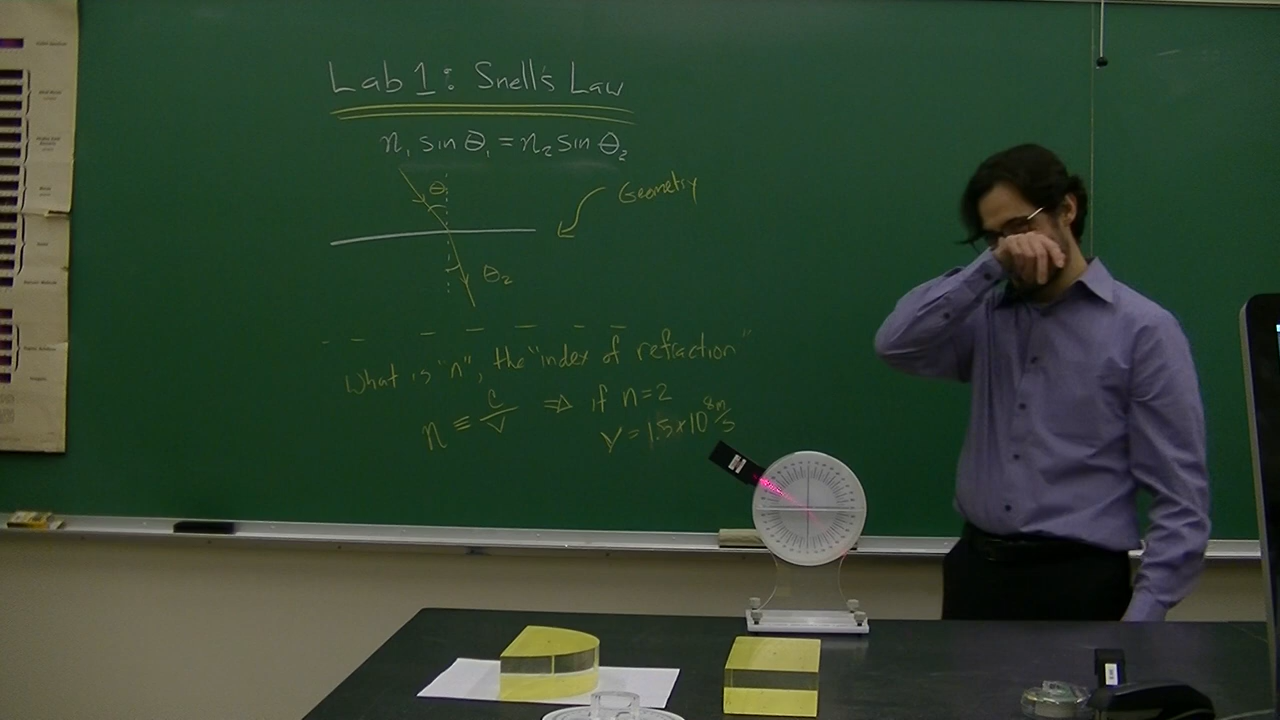 Lab 1: Snell's Law
n₁ sin θ₁ = n₂ sin θ₂
θ₁
Geometry
θ₂
What is "n", the "index of refraction"
n ≡ c/v ⇒ if n=2
v = 1.5×10⁸ m/s